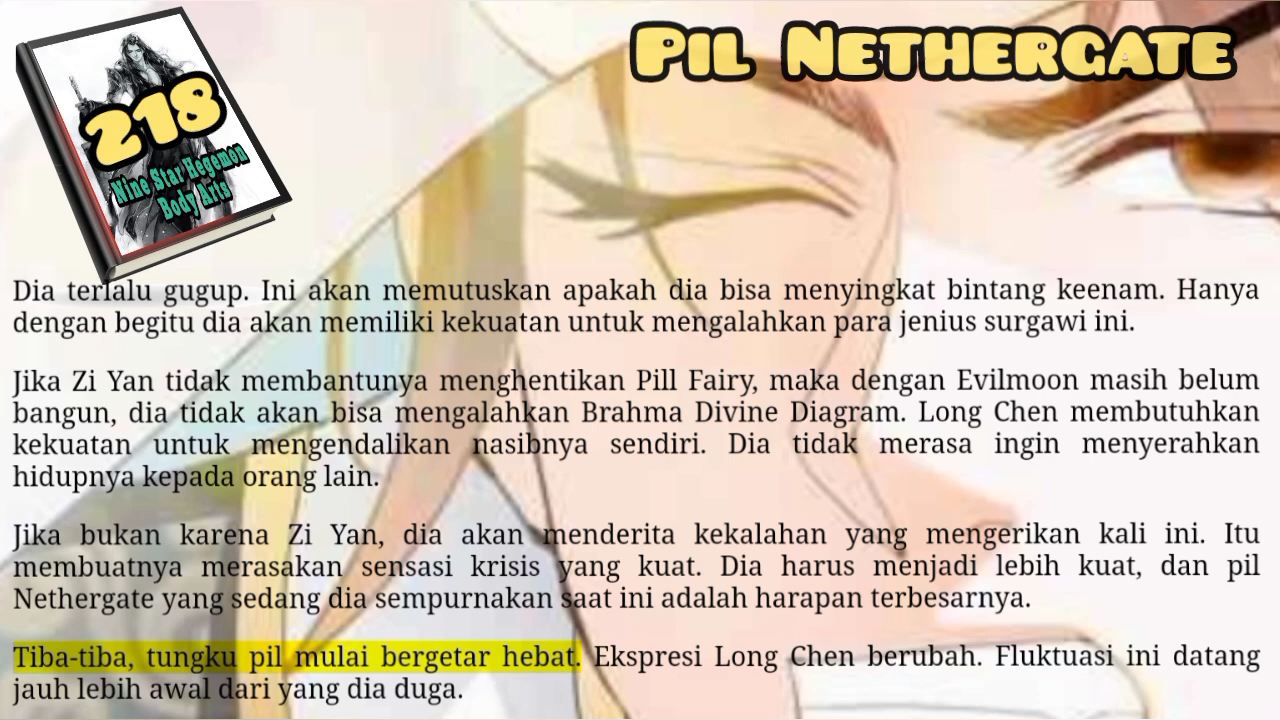 Pil Nethergate
218
Nine Star Hegemon
Body Arts
Dia terlalu gugup. Ini akan memutuskan apakah dia bisa menyingkat bintang keenam. Hanya
dengan begitu dia akan memiliki kekuatan untuk mengalahkan para jenius surgawi ini.
Jika Zi Yan tidak membantunya menghentikan Pill Fairy, maka dengan Evilmoon masih belum
bangun, dia tidak akan bisa mengalahkan Brahma Divine Diagram. Long Chen membutuhkan
kekuatan untuk mengendalikan nasibnya sendiri. Dia tidak merasa ingin menyerahkan
hidupnya kepada orang lain.
Jika bukan karena Zi Yan, dia akan menderita kekalahan yang mengerikan kali ini. Itu
membuatnya merasakan sensasi krisis yang kuat. Dia harus menjadi lebih kuat, dan pil
Nethergate yang sedang dia sempurnakan saat ini adalah harapan terbesarnya.
Tiba-tiba, tungku pil mulai bergetar hebat. Ekspresi Long Chen berubah. Fluktuasi ini datang
jauh lebih awal dari yang dia duga.